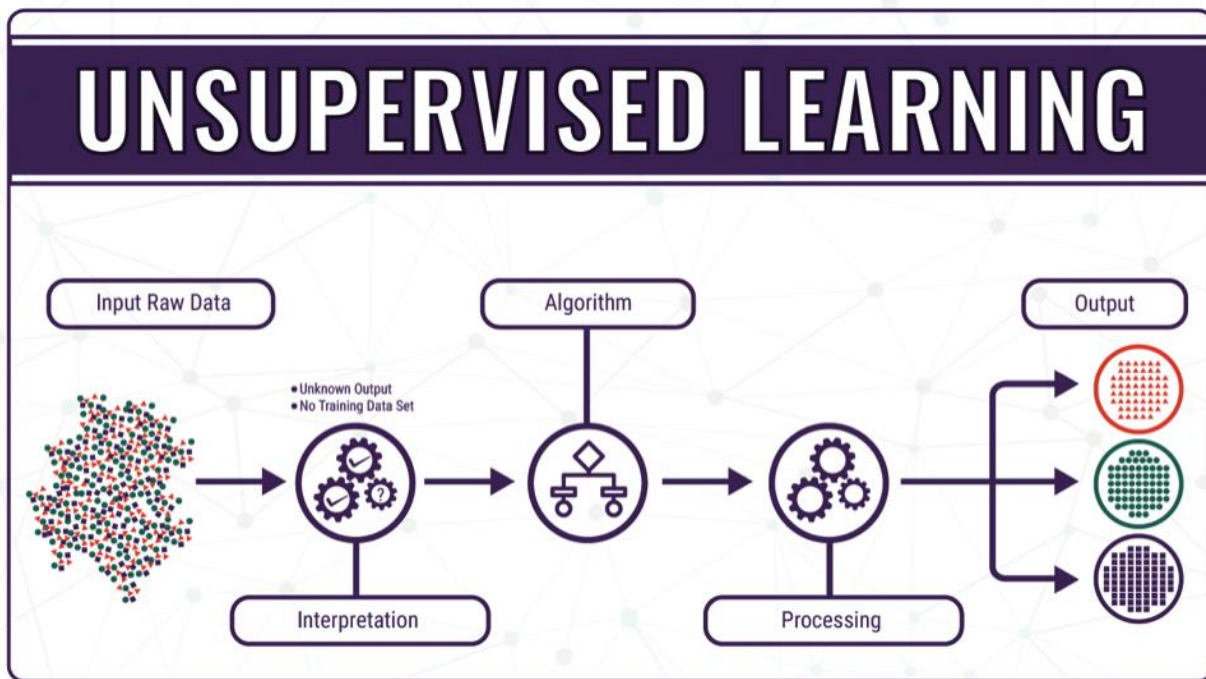 UNSUPERVISED LEARNING
Input Raw Data
Algorithm
Output
• Unknown Output
• No Training Data Set
?
Interpretation
Processing